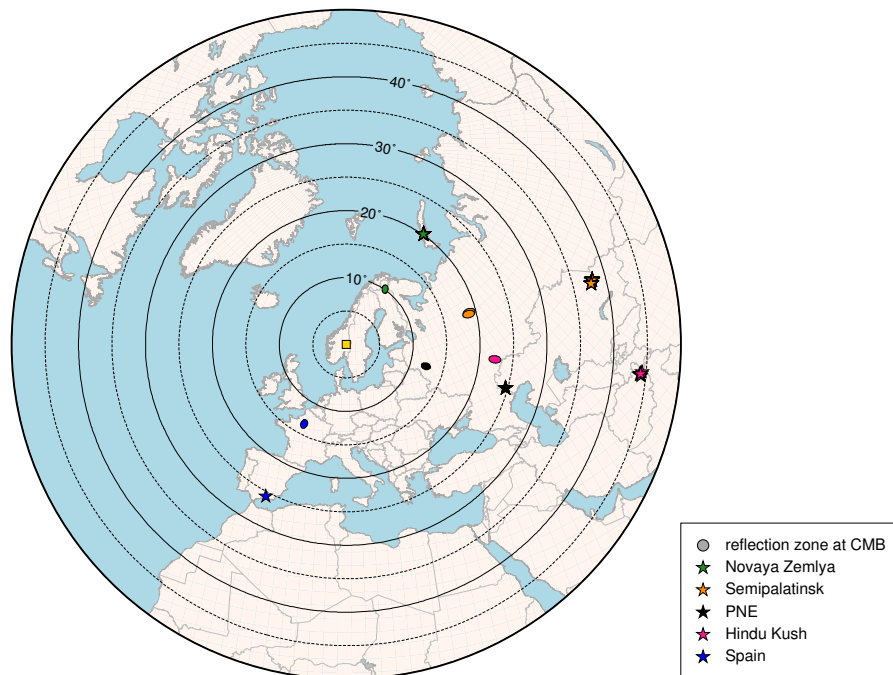 40°
30°
20°
10°
reflection zone at CMB
Novaya Zemlya
Semipalatinsk
PNE
Hindu Kush
Spain